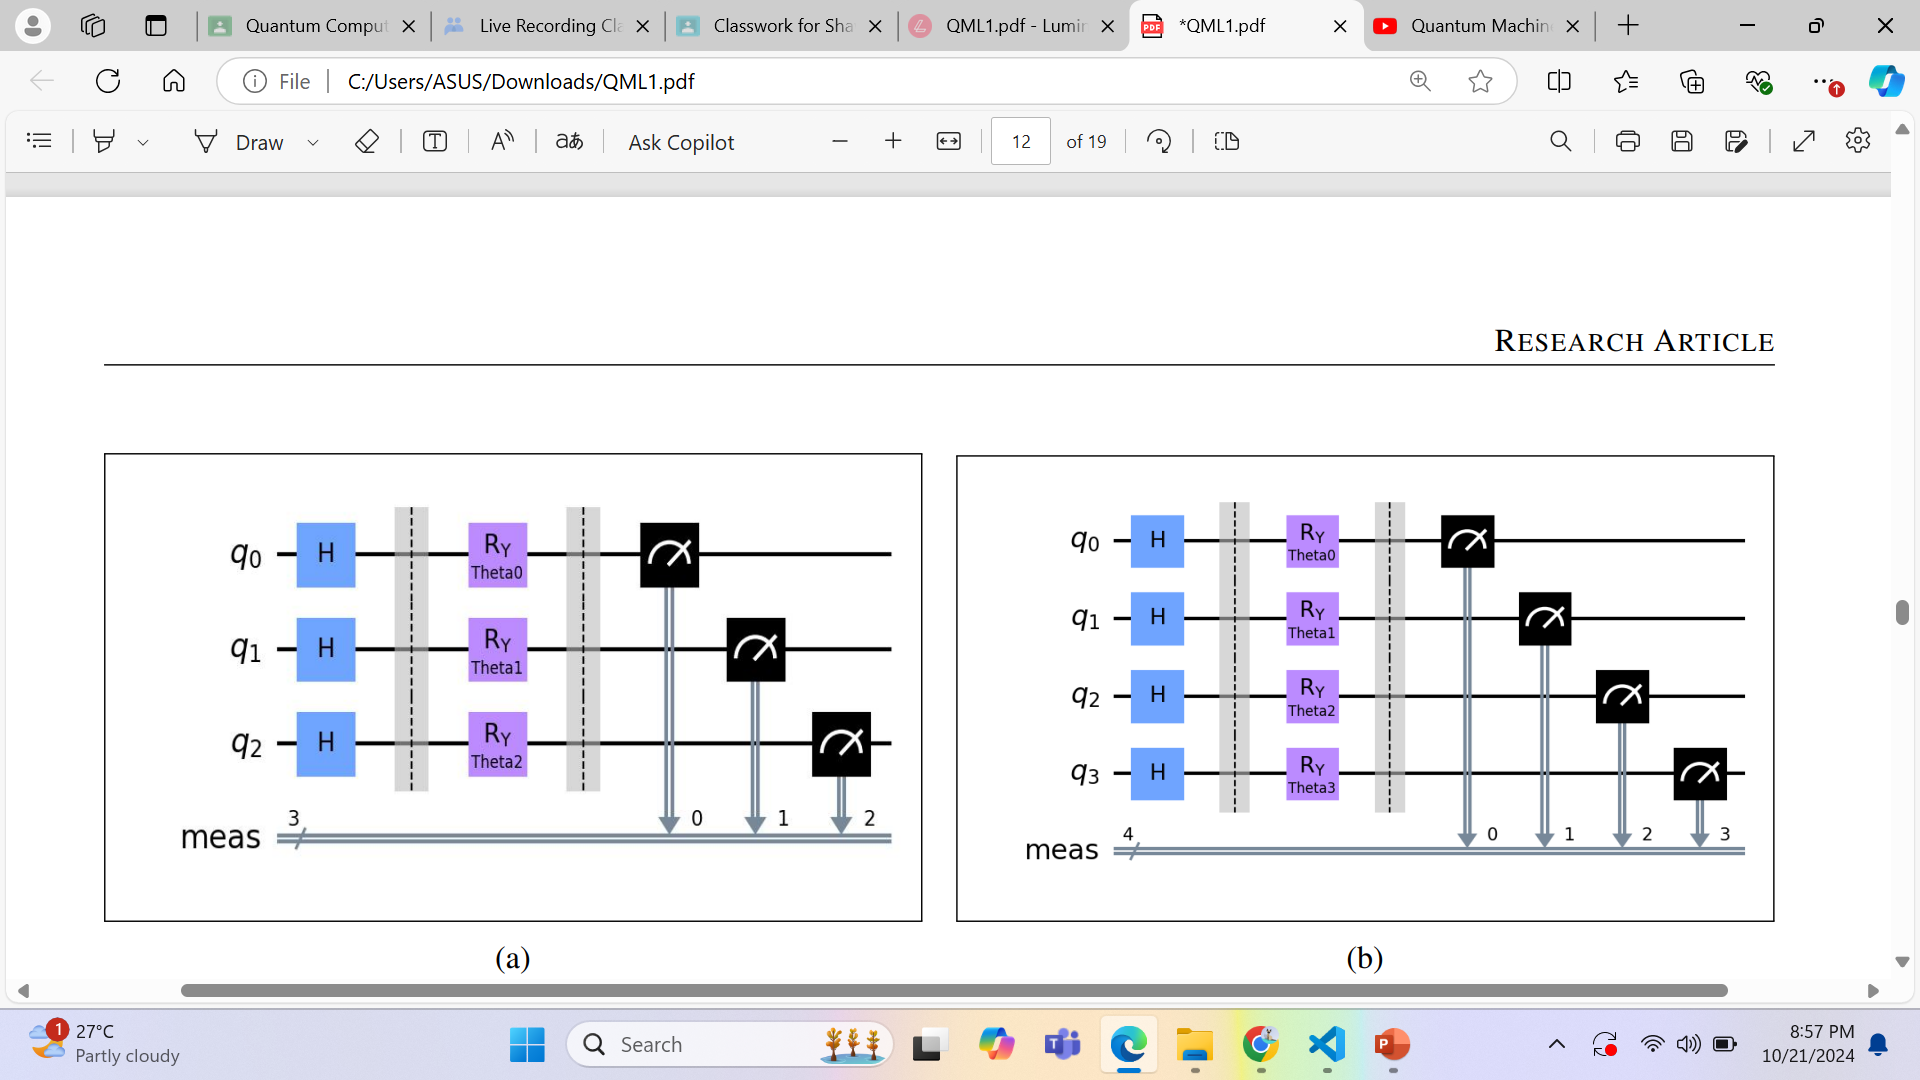 Quantum Comput
Live Recording Cla
Classwork for Sha
QML1.pdf - Lumin
*QML1.pdf
Quantum Machin
File
C:/Users/ASUS/Downloads/QML1.pdf
Draw
Ask Copilot
12 of 19
RESEARCH ARTICLE
q0 H RY Theta0
q1 H RY Theta1
q2 H RY Theta2
meas 3 0 1 2
(a)
q0 H RY Theta0
q1 H RY Theta1
q2 H RY Theta2
q3 H RY Theta3
meas 4 0 1 2 3
(b)
1
27°C
Partly cloudy
Search
8:57 PM
10/21/2024